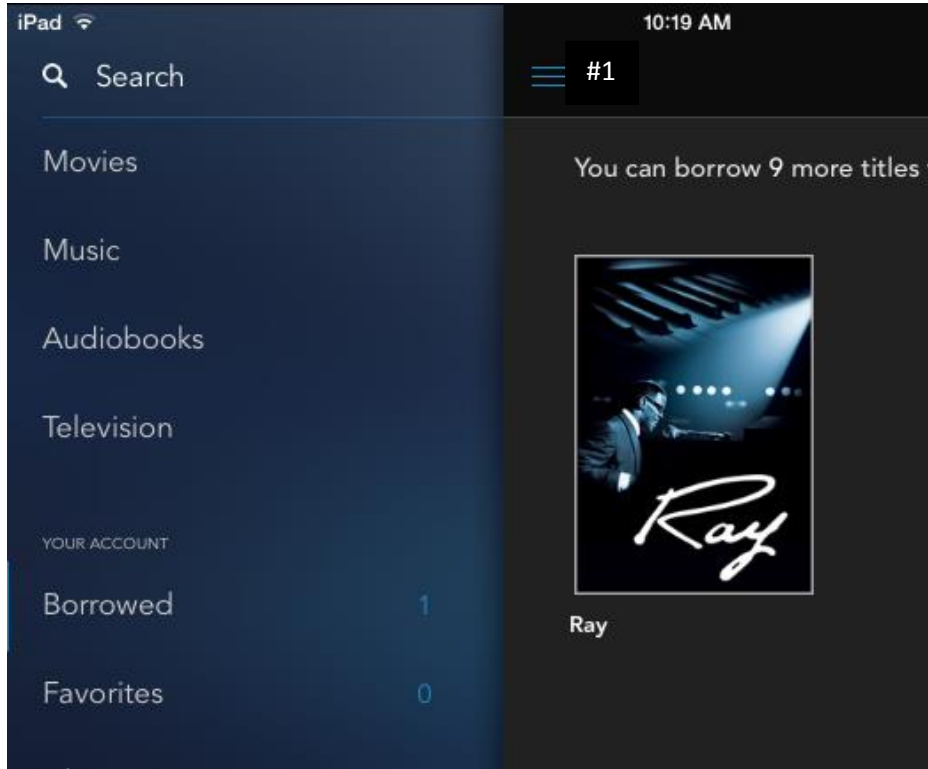 iPad
10:19 AM
Search
#1
Movies
You can borrow 9 more titles
Music
Audiobooks
Television
Ray
YOUR ACCOUNT
Borrowed 1
Ray
Favorites 0